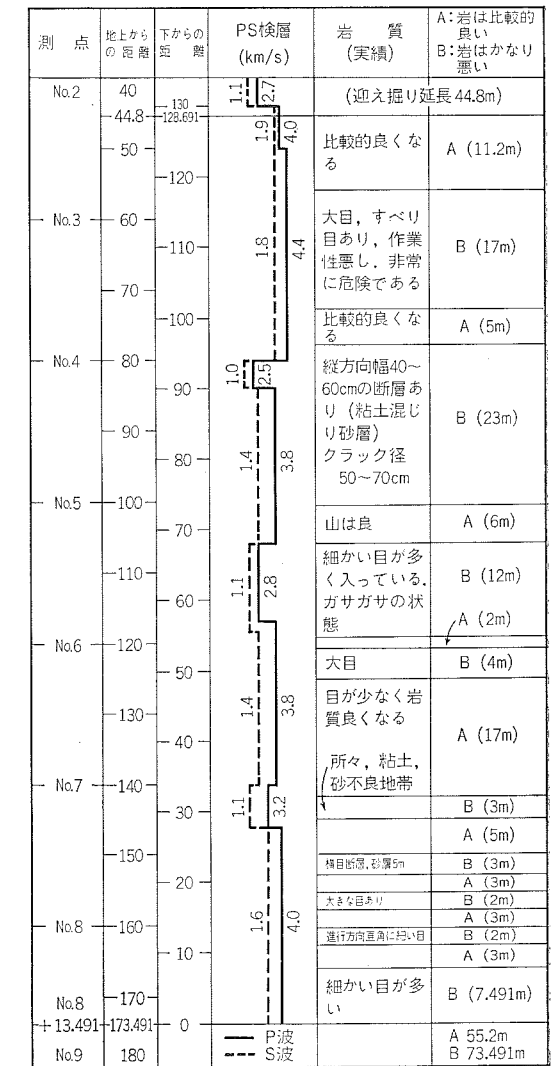 測 点
地上から
の 距 離
下からの
距 離
PS検層
(km/s)
岩 質
(実績)
A:岩は比較的
良い
B:岩はかなり
悪い
No.2
40
1.1
2.7
(迎え掘り延長44.8m)
130
44.8
128.691
1.9
4.0
50
比較的良くな
る
A (11.2m)
120
No.3
60
大目,すべり
目あり,作業
性悪し.非常
に危険である
B (17m)
110
1.8
4.4
70
100
比較的良くな
る
A (5m)
No.4
80
1.0
2.5
90
縦方向幅40~
60cmの断層あ
り(粘土混じ
り砂層)
クラック径
50~70cm
B (23m)
90
80
1.4
3.8
No.5
100
70
山は良
A (6m)
110
1.1
2.8
60
細かい目が多
く入っている.
ガサガサの状
態
B (12m)
A (2m)
No.6
120
大目
B (4m)
50
1.4
3.8
130
40
目が少なく岩
質良くなる
A (17m)
所々,粘土,
砂不良地帯
No.7
140
1.1
3.2
30
B (3m)
A (5m)
150
横目断層,砂層5m
B (3m)
20
A (3m)
大きな目あり
B (2m)
1.6
4.0
A (3m)
No.8
160
進行方向直角に細い目
B (2m)
10
A (3m)
170
細かい目が多
い
B (7.491m)
No.8
+13.491
173.491
0
P波
S波
A 55.2m
B 73.491m
No.9
180